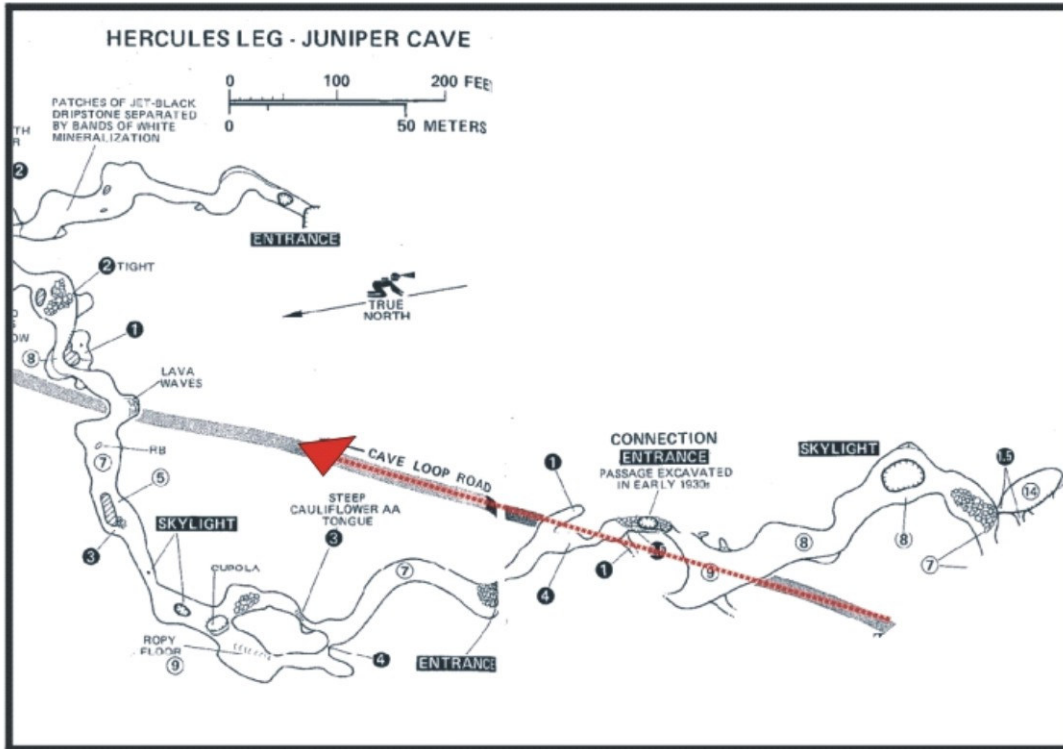 HERCULES LEG - JUNIPER CAVE
0 100 200 FEE
0 50 METERS
PATCHES OF JET-BLACK
DRIPSTONE SEPARATED
BY BANDS OF WHITE
MINERALIZATION
TH
R
2
ENTRANCE
2 TIGHT
TRUE
NORTH
1
OW
8
LAVA
WAVES
RB
7
5
CAVE LOOP ROAD
CONNECTION
ENTRANCE
PASSAGE EXCAVATED
IN EARLY 1930s
SKYLIGHT
1.5
14
1
STEEP
CAULIFLOWER AA
TONGUE
3
SKYLIGHT
3
CUPOLA
7
4
1
9
8
8
7
ROPY
FLOOR
9
4
ENTRANCE